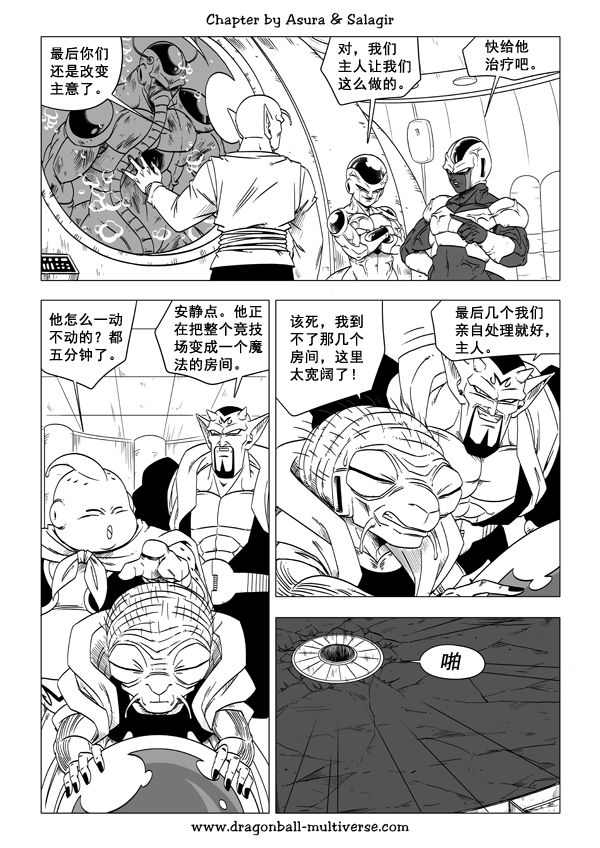 Chapter by Asura & Salagir
最后你们
还是改变
主意了。
对，我们
主人让我们
这么做的。
快给他
治疗吧。
他怎么一动
不动的？都
五分钟了。
安静点。他正
在把整个竞技
场变成一个魔
法的房间。
该死，我到
不了那几个
房间，这里
太宽阔了！
最后几个我们
亲自处理就好，
主人。
啪
www.dragonball-multiverse.com